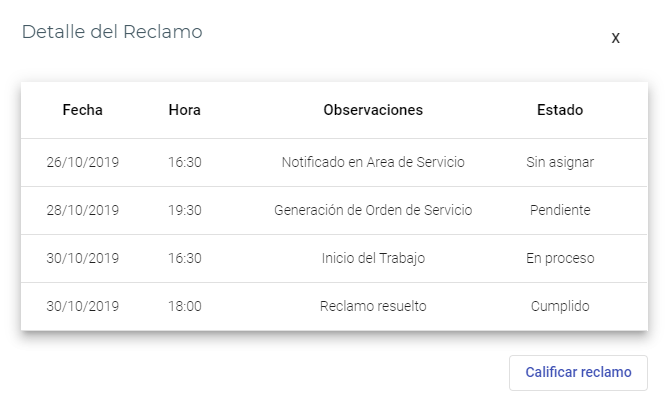 Detalle del Reclamo
X
Fecha Hora Observaciones Estado
26/10/2019 16:30 Notificado en Area de Servicio Sin asignar
28/10/2019 19:30 Generación de Orden de Servicio Pendiente
30/10/2019 16:30 Inicio del Trabajo En proceso
30/10/2019 18:00 Reclamo resuelto Cumplido
Calificar reclamo